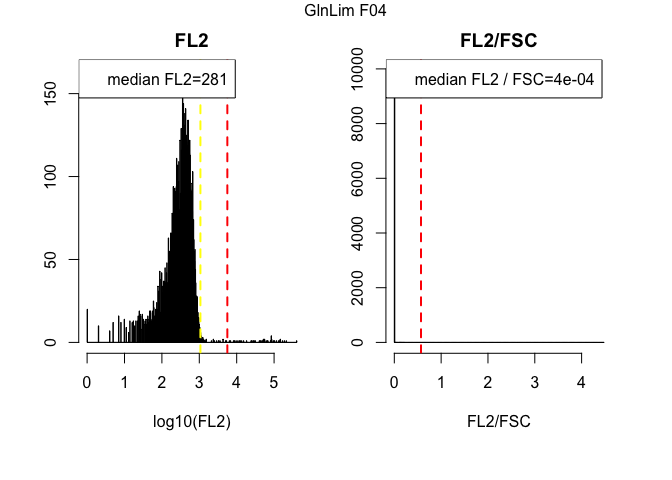 GlnLim F04
FL2
median FL2=281
0
50
100
150
0 1 2 3 4 5
log10(FL2)
FL2/FSC
median FL2 / FSC=4e-04
0
2000
4000
6000
8000
10000
0 1 2 3 4
FL2/FSC